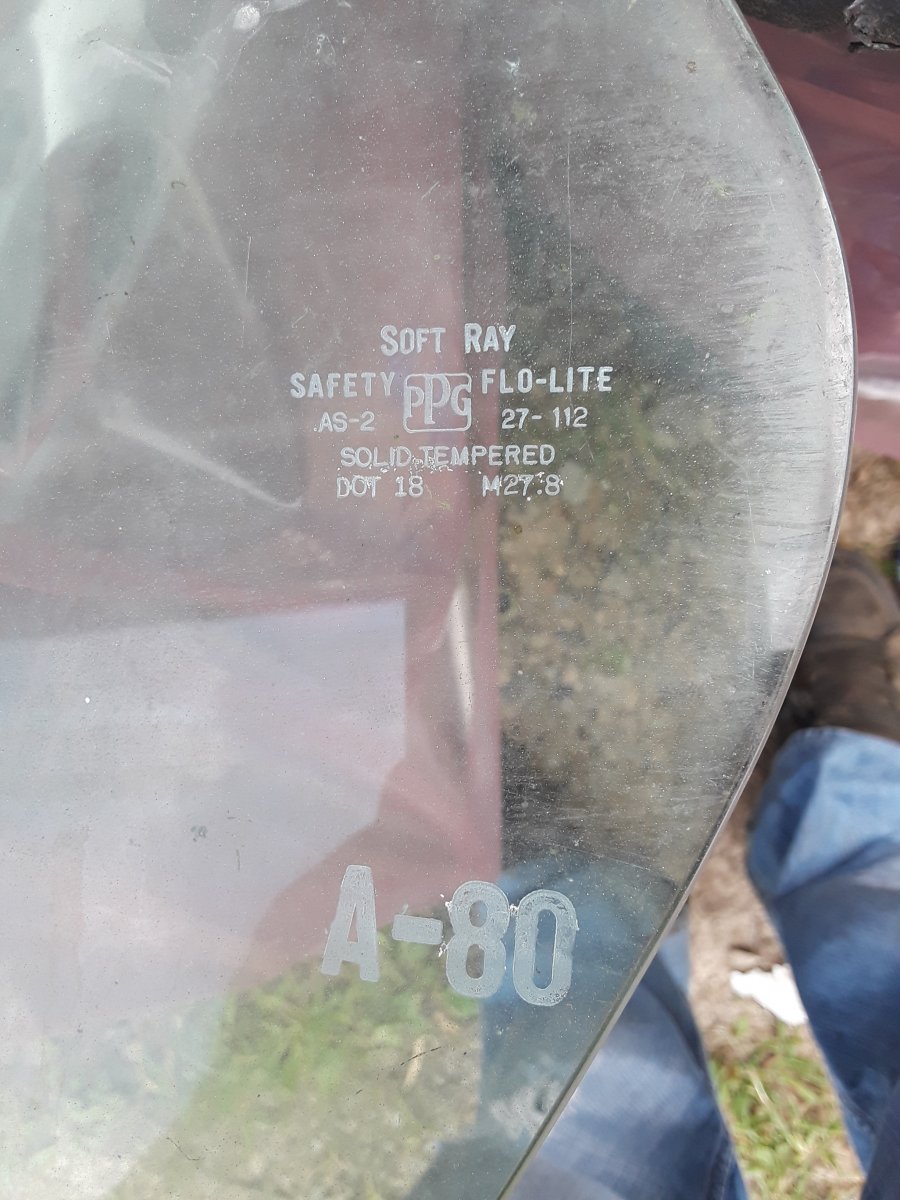 SOFT RAY
SAFETY PPG FLO-LITE
AS-2 27-112
SOLID TEMPERED
DOT 18 M27.8
A-80